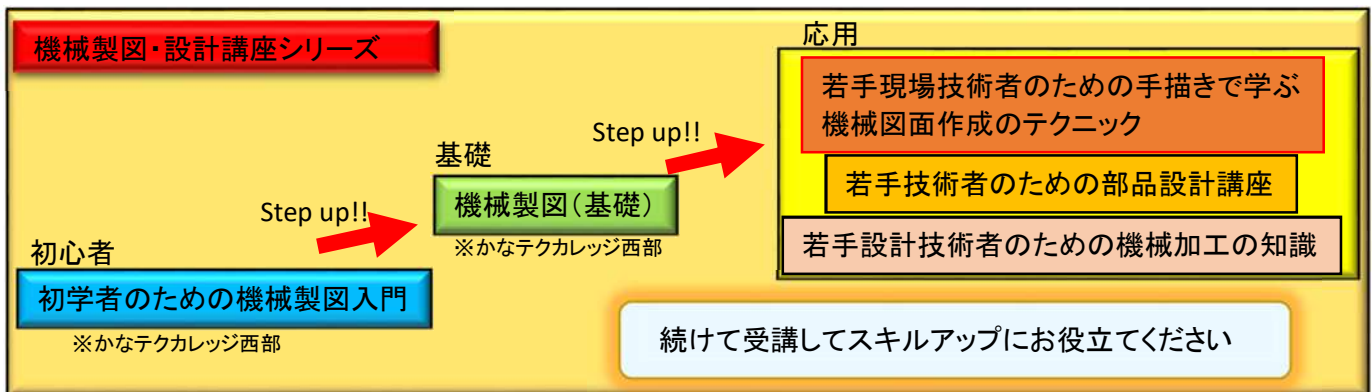 機械製図・設計講座シリーズ
初心者
初学者のための機械製図入門
※かなテクカレッジ西部
Step up!!
基礎
機械製図(基礎)
※かなテクカレッジ西部
Step up!!
応用
若手現場技術者のための手描きで学ぶ
機械図面作成のテクニック
若手技術者のための部品設計講座
若手設計技術者のための機械加工の知識
続けて受講してスキルアップにお役立てください